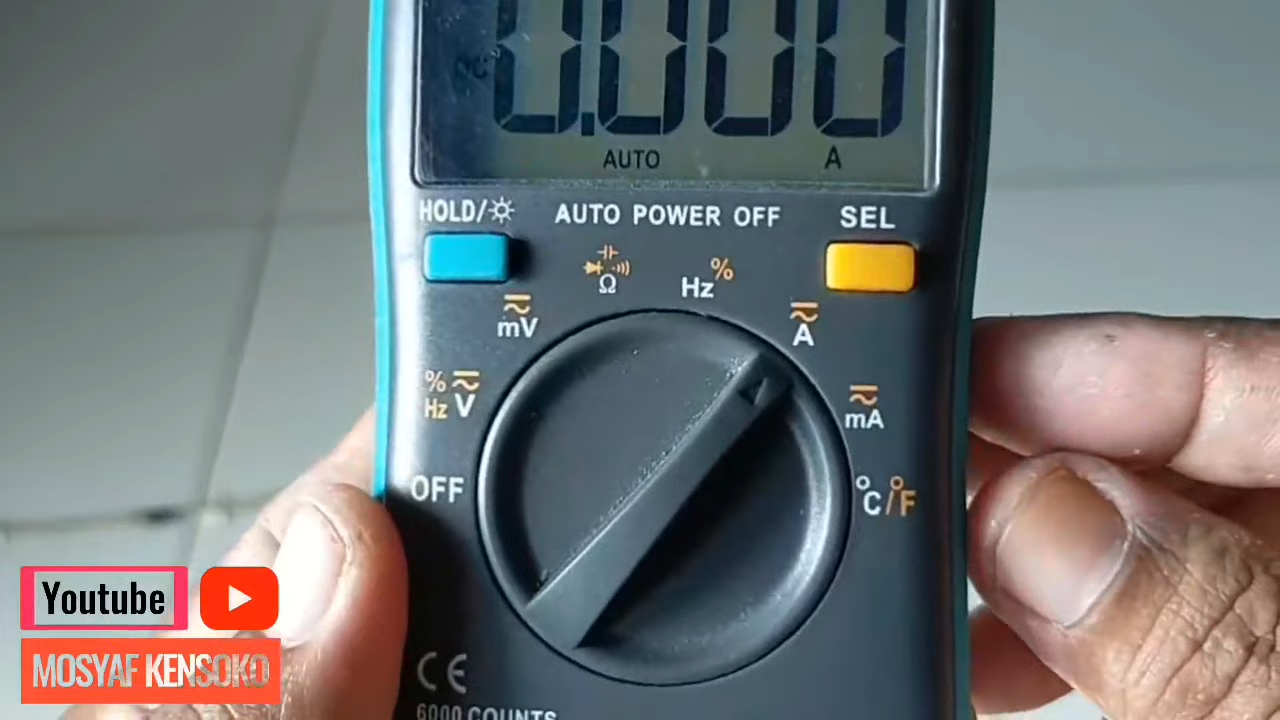 DC
0.000
AUTO A
HOLD/ AUTO POWER OFF SEL
Hz %
mV
A
% Hz V
mA
OFF
°C/°F
Ω
Youtube
MOSYAF KENSOKO
CE
6000 COUNTS